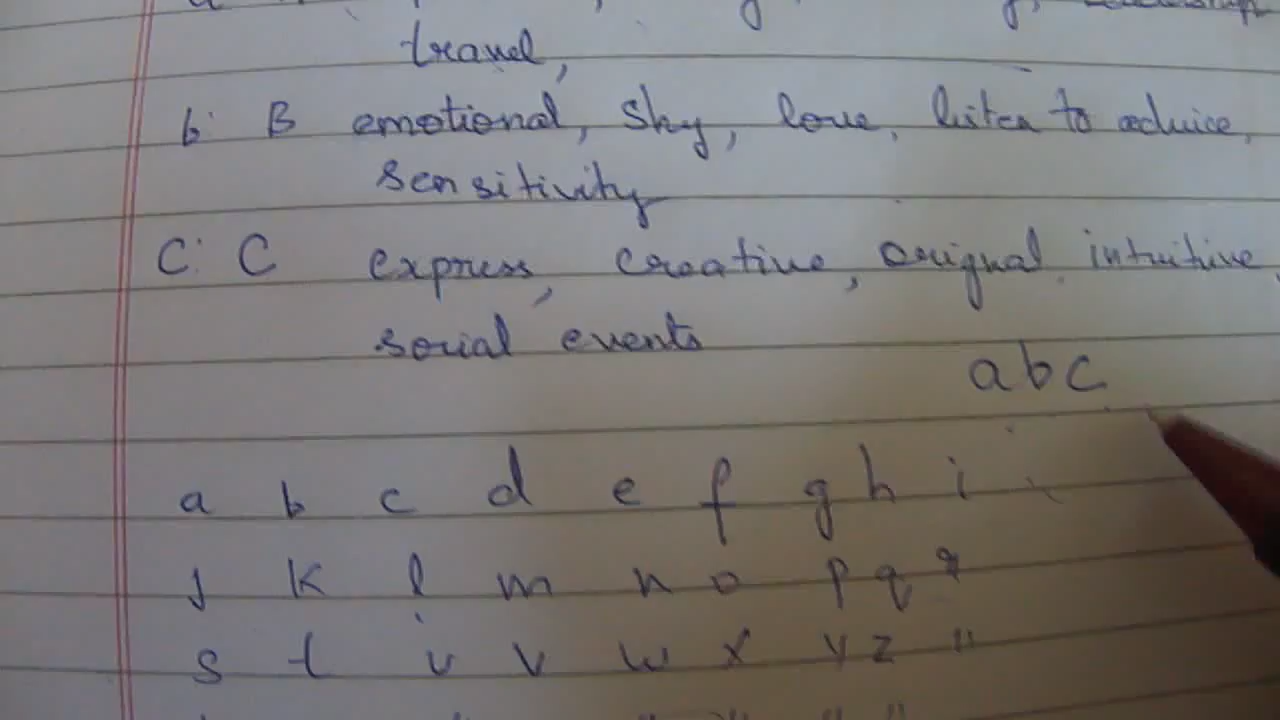 travel,
b: B emotional, shy, love, listen to advice,
sensitivity
C: C express, creative, original, intuitive,
social events
abc
a b c d e f g h i
j k l m n o p q r
s t u v w x y z "